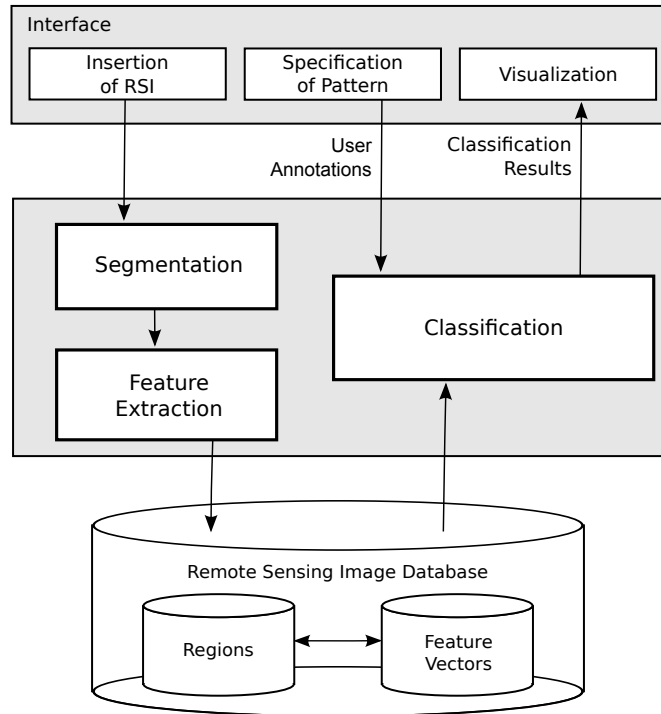 Interface
Insertion
of RSI
Specification
of Pattern
Visualization
User
Annotations
Classification
Results
Segmentation
Classification
Feature
Extraction
Remote Sensing Image Database
Regions
Feature
Vectors